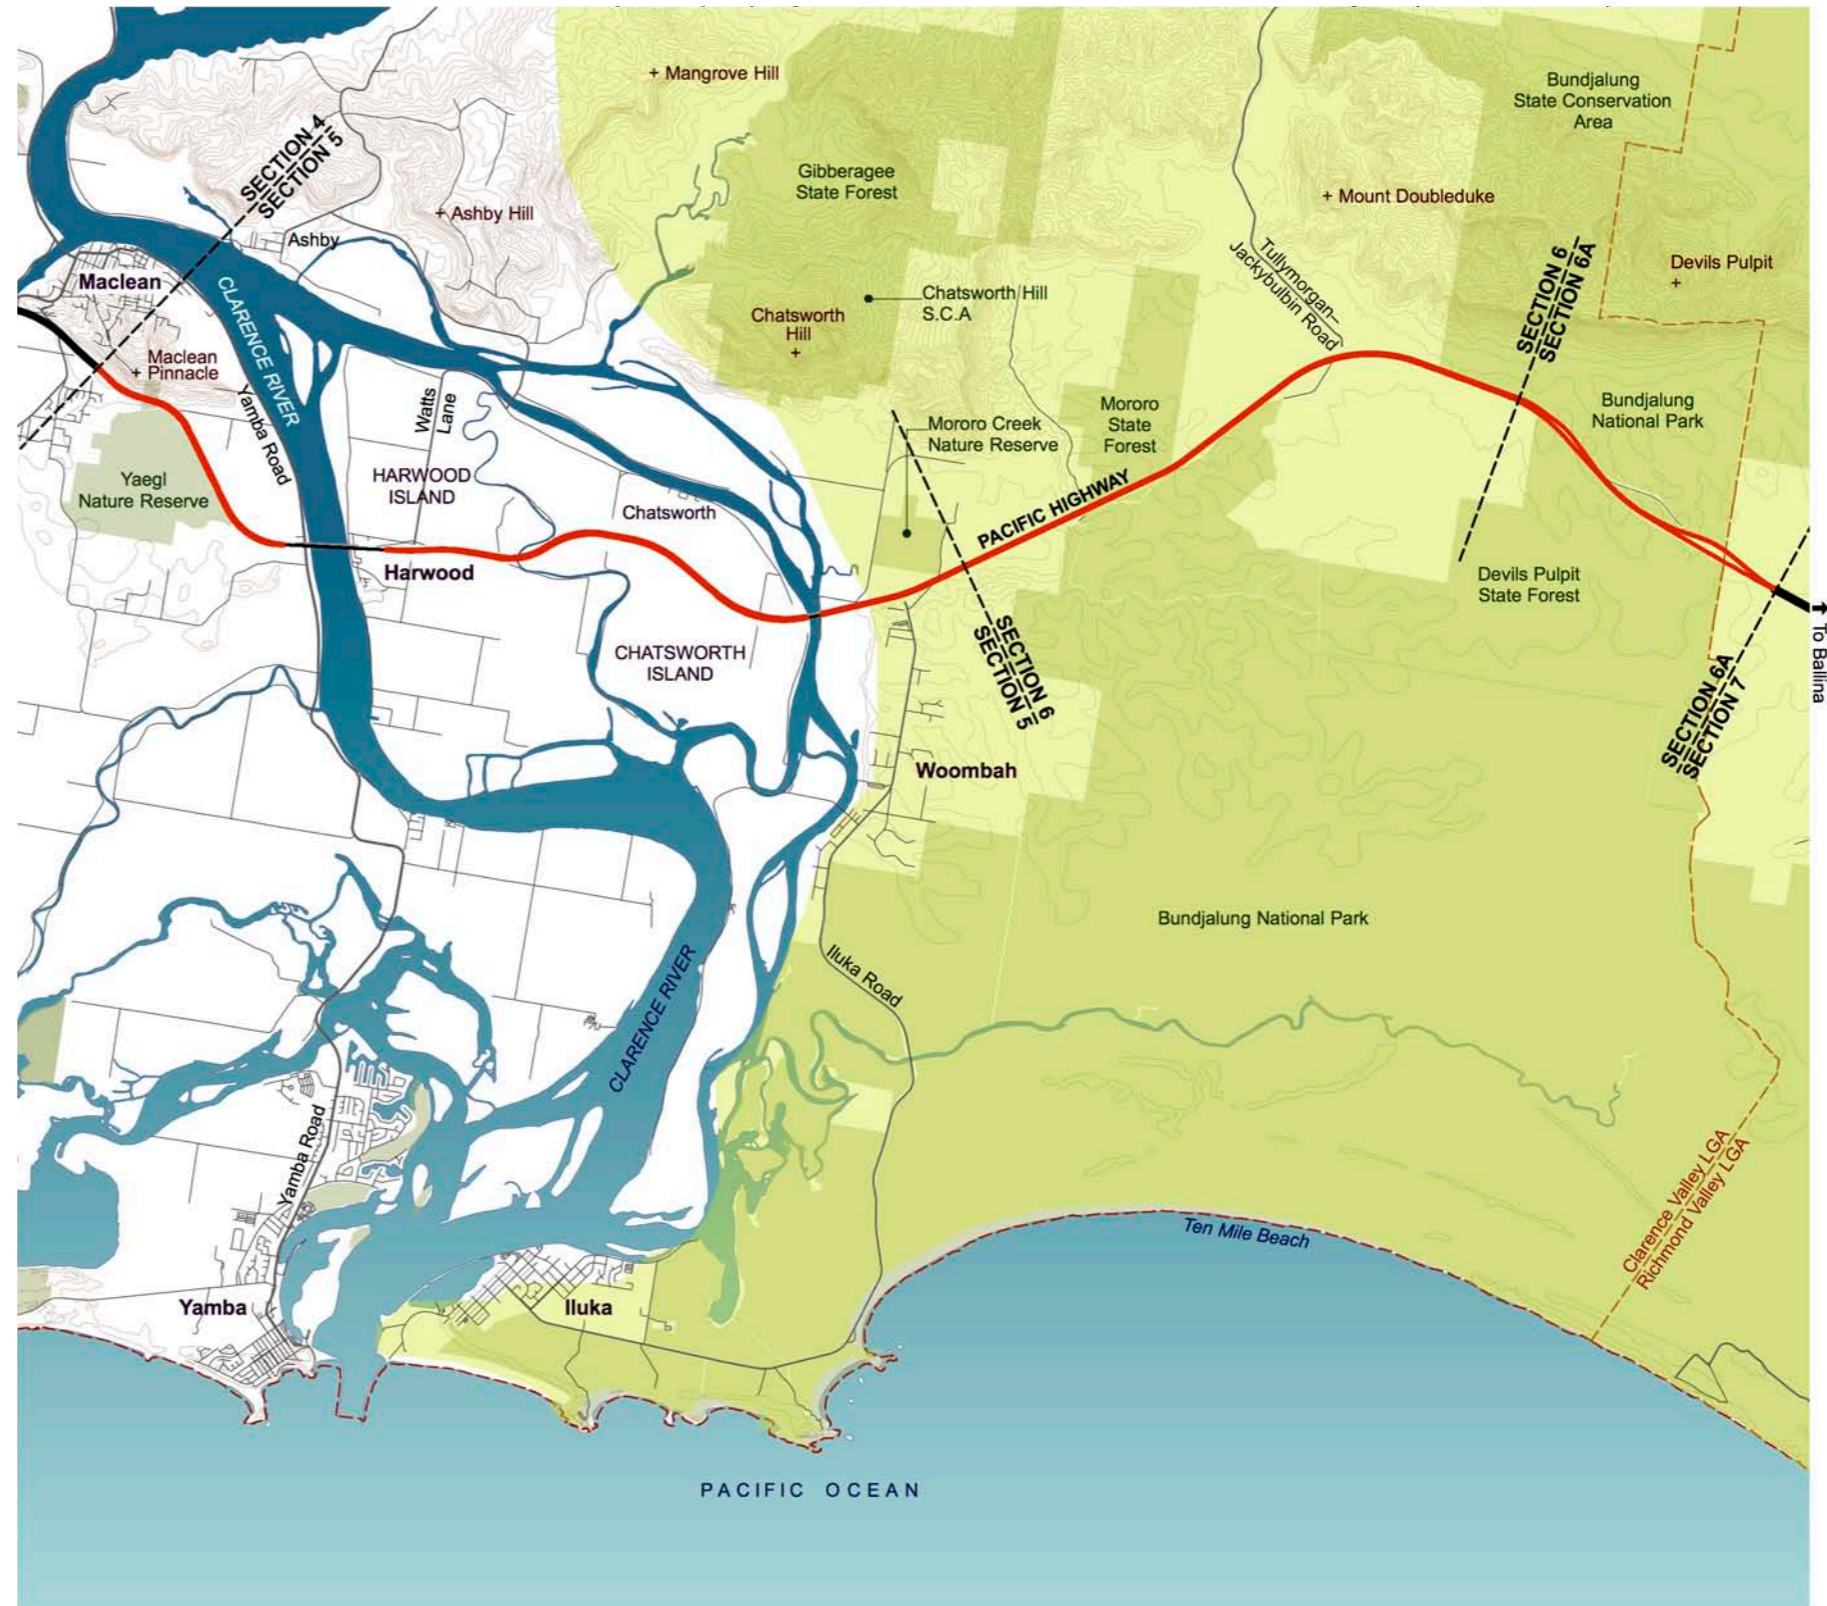 + Mangrove Hill
Bundjalung
State Conservation
Area
SECTION 4
SECTION 5
Gibberagee
State Forest
+ Ashby Hill
+ Mount Doubleduke
Ashby
Maclean
CLARENCE RIVER
Tullymorgan–
Jackybulbin Road
SECTION 6
SECTION 6A
Devils Pulpit
+
Chatsworth Hill
S.C.A
Chatsworth
Hill
+
Maclean
+ Pinnacle
Yamba Road
Watts
Lane
Mororo Creek
Nature Reserve
Mororo
State
Forest
Bundjalung
National Park
Yaegl
Nature Reserve
HARWOOD
ISLAND
Chatsworth
PACIFIC HIGHWAY
Harwood
Devils Pulpit
State Forest
To Ballina
CHATSWORTH
ISLAND
SECTION 6
SECTION 5
SECTION 6A
SECTION 7
Woombah
Bundjalung National Park
Iluka Road
CLARENCE RIVER
Yamba Road
Clarence Valley LGA
Richmond Valley LGA
Ten Mile Beach
Yamba
Iluka
PACIFIC OCEAN